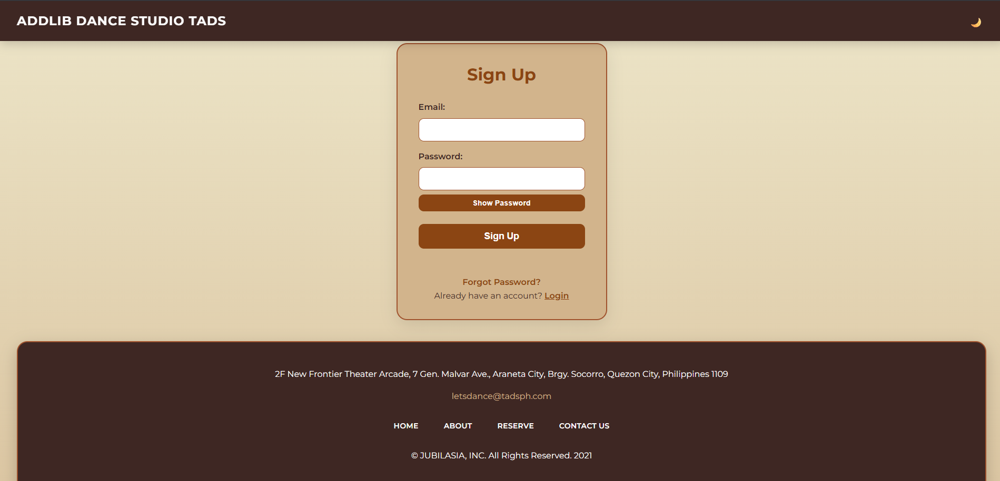 ADDLIB DANCE STUDIO TADS
Sign Up
Email:
Password:
Show Password
Sign Up
Forgot Password?
Already have an account? Login
2F New Frontier Theater Arcade, 7 Gen. Malvar Ave., Araneta City, Brgy. Socorro, Quezon City, Philippines 1109
letsdance@tadsph.com
HOME ABOUT RESERVE CONTACT US
© JUBILASIA, INC. All Rights Reserved. 2021